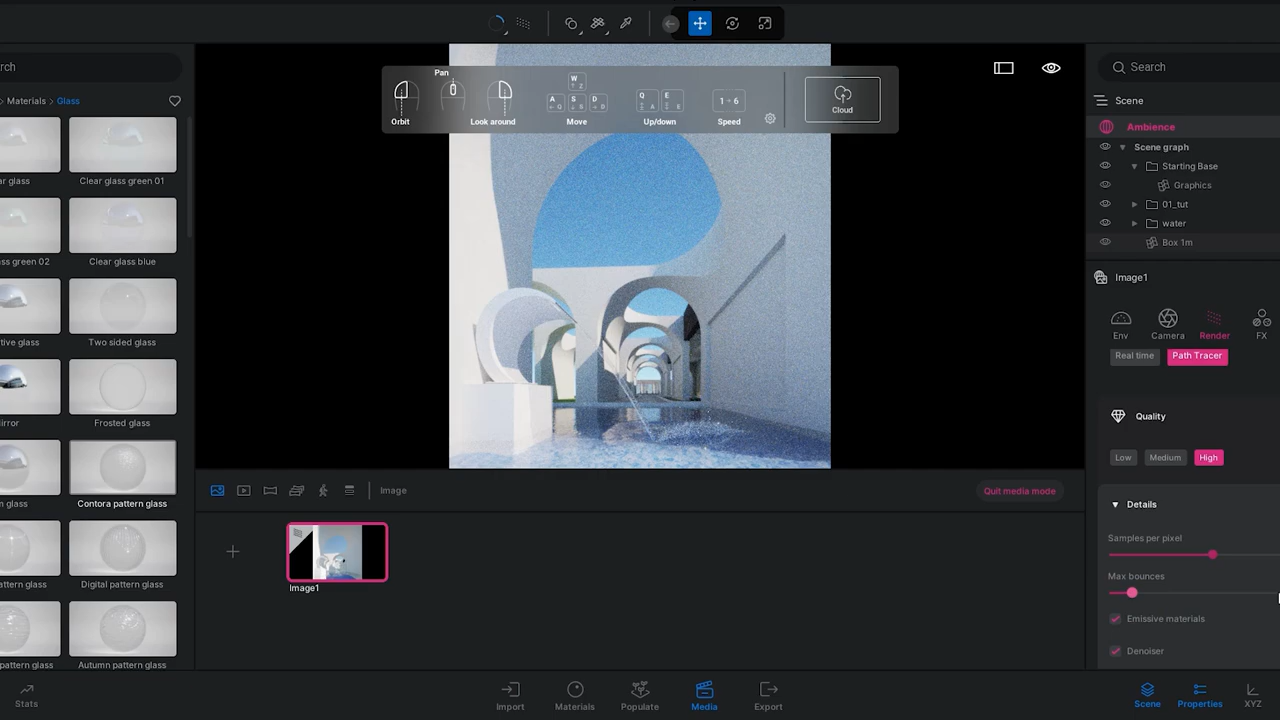 rch
Materials > Glass
ar glass
Clear glass green 01
ss green 02
Clear glass blue
tive glass
Two sided glass
irror
Frosted glass
n glass
Contora pattern glass
attern glass
Digital pattern glass
pattern glass
Autumn pattern glass
Stats
Pan
Orbit
Look around
W
↑ Z
A
← Q
S
↓ S
D
→ D
Move
Q
↕ A
E
↕ E
Up/down
1 → 6
Speed
Cloud
Image
Quit media mode
Image1
Import
Materials
Populate
Media
Export
Search
Scene
Ambience
Scene graph
Starting Base
Graphics
01_tut
water
Box 1m
Image1
Env
Camera
Render
FX
Real time
Path Tracer
Quality
Low
Medium
High
Details
Samples per pixel
Max bounces
Emissive materials
Denoiser
Scene
Properties
XYZ